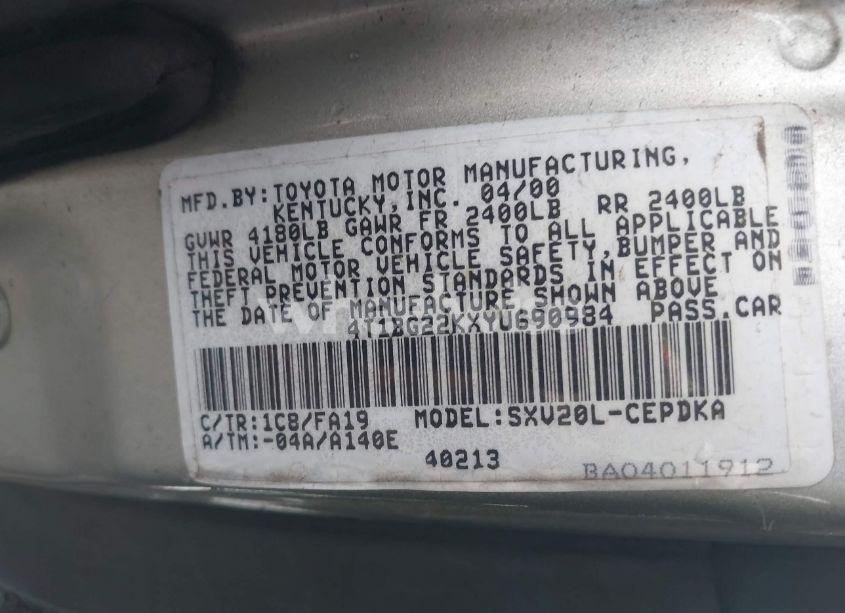 MFD.BY:TOYOTA MOTOR MANUFACTURING,
KENTUCKY,INC. 04/00
GVWR 4180LB GAWR FR 2400LB RR 2400LB
THIS VEHICLE CONFORMS TO ALL APPLICABLE
FEDERAL MOTOR VEHICLE SAFETY,BUMPER AND
THEFT PREVENTION STANDARDS IN EFFECT ON
THE DATE OF MANUFACTURE SHOWN ABOVE
4T1BG22KXYU690984 PASS.CAR
C/TR:1C8/FA19 MODEL:SXV20L-CEPDKA
A/TM:-04A/A140E
40213
BA04011912